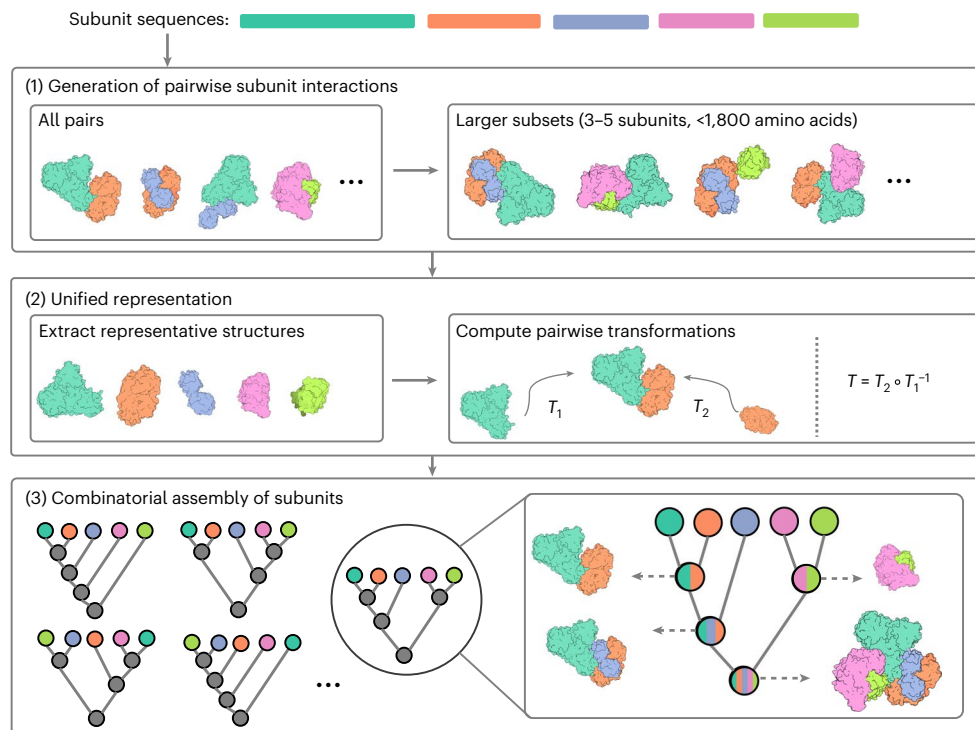 Subunit sequences:
(1) Generation of pairwise subunit interactions
All pairs
...
Larger subsets (3–5 subunits, <1,800 amino acids)
...
(2) Unified representation
Extract representative structures
Compute pairwise transformations
T₁
T₂
T = T₂ ∘ T₁⁻¹
(3) Combinatorial assembly of subunits
...